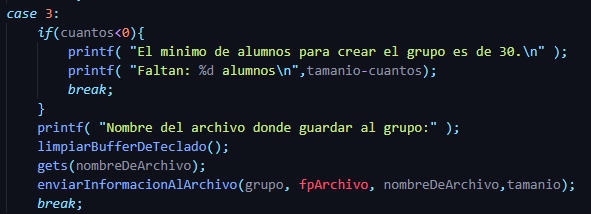 case 3:
if(cuantos<0){
printf( "El minimo de alumnos para crear el grupo es de 30.\n" );
printf( "Faltan: %d alumnos\n",tamanio-cuantos);
break;
}
printf( "Nombre del archivo donde guardar al grupo:" );
limpiarBufferDeTeclado();
gets(nombreDeArchivo);
enviarInformacionAlArchivo(grupo, fpArchivo, nombreDeArchivo,tamanio);
break;